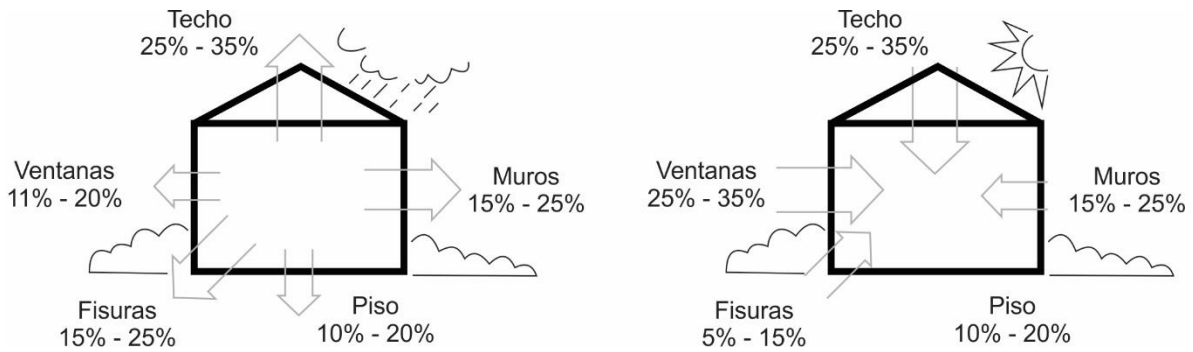 Techo
25% - 35%
Ventanas
11% - 20%
Muros
15% - 25%
Fisuras
15% - 25%
Piso
10% - 20%
Techo
25% - 35%
Ventanas
25% - 35%
Muros
15% - 25%
Fisuras
5% - 15%
Piso
10% - 20%